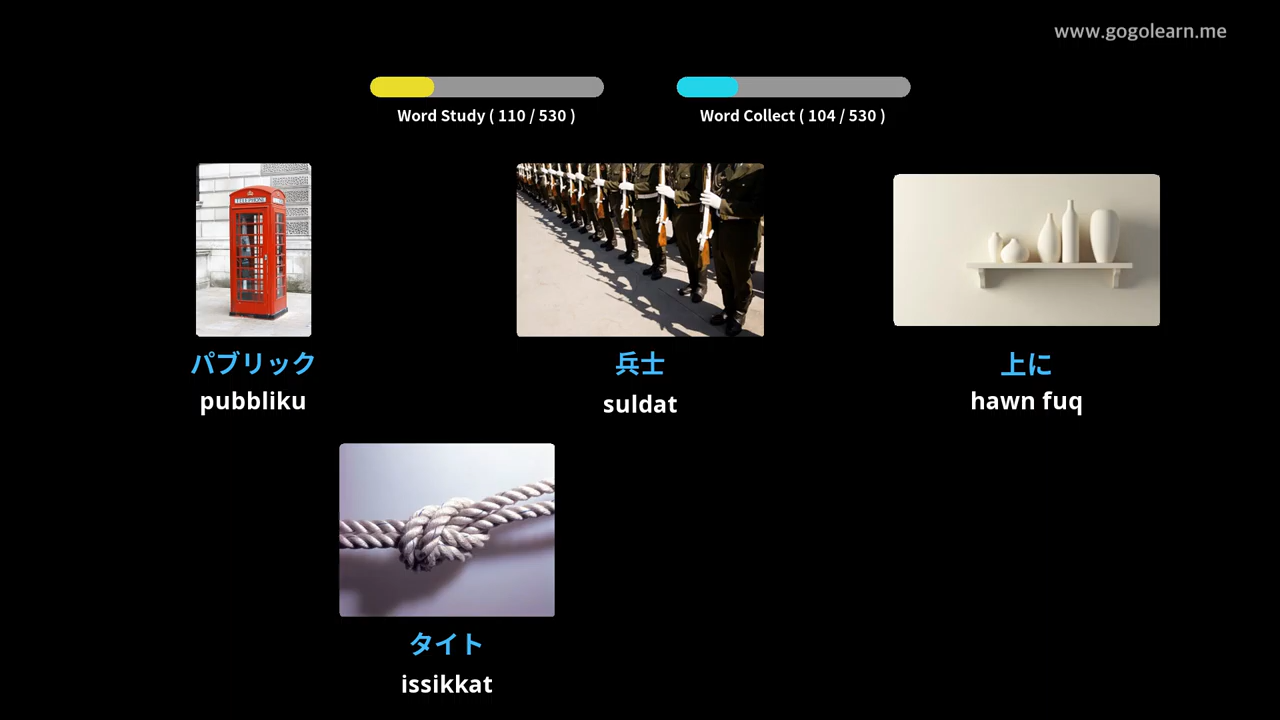 www.gogolearn.me
Word Study ( 110 / 530 )
Word Collect ( 104 / 530 )
TELEPHONE
パブリック
pubbliku
兵士
suldat
上に
hawn fuq
タイト
issikkat